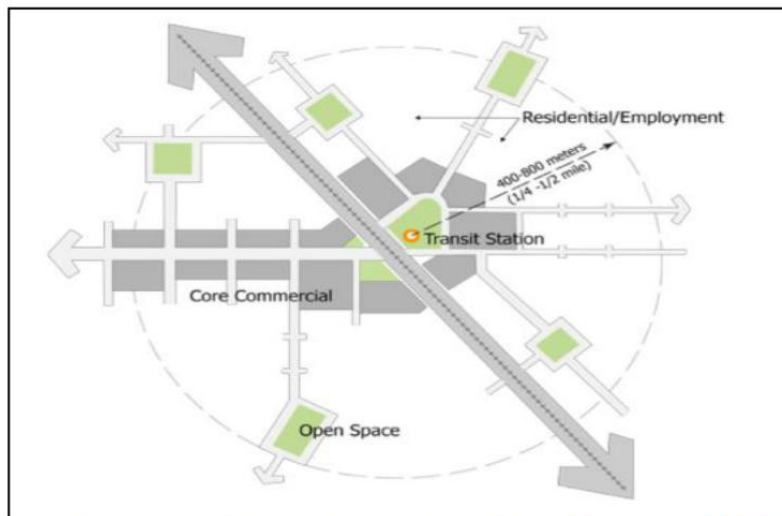 Residential/Employment
400-800 meters
(1/4 -1/2 mile)
Transit Station
Core Commercial
Open Space